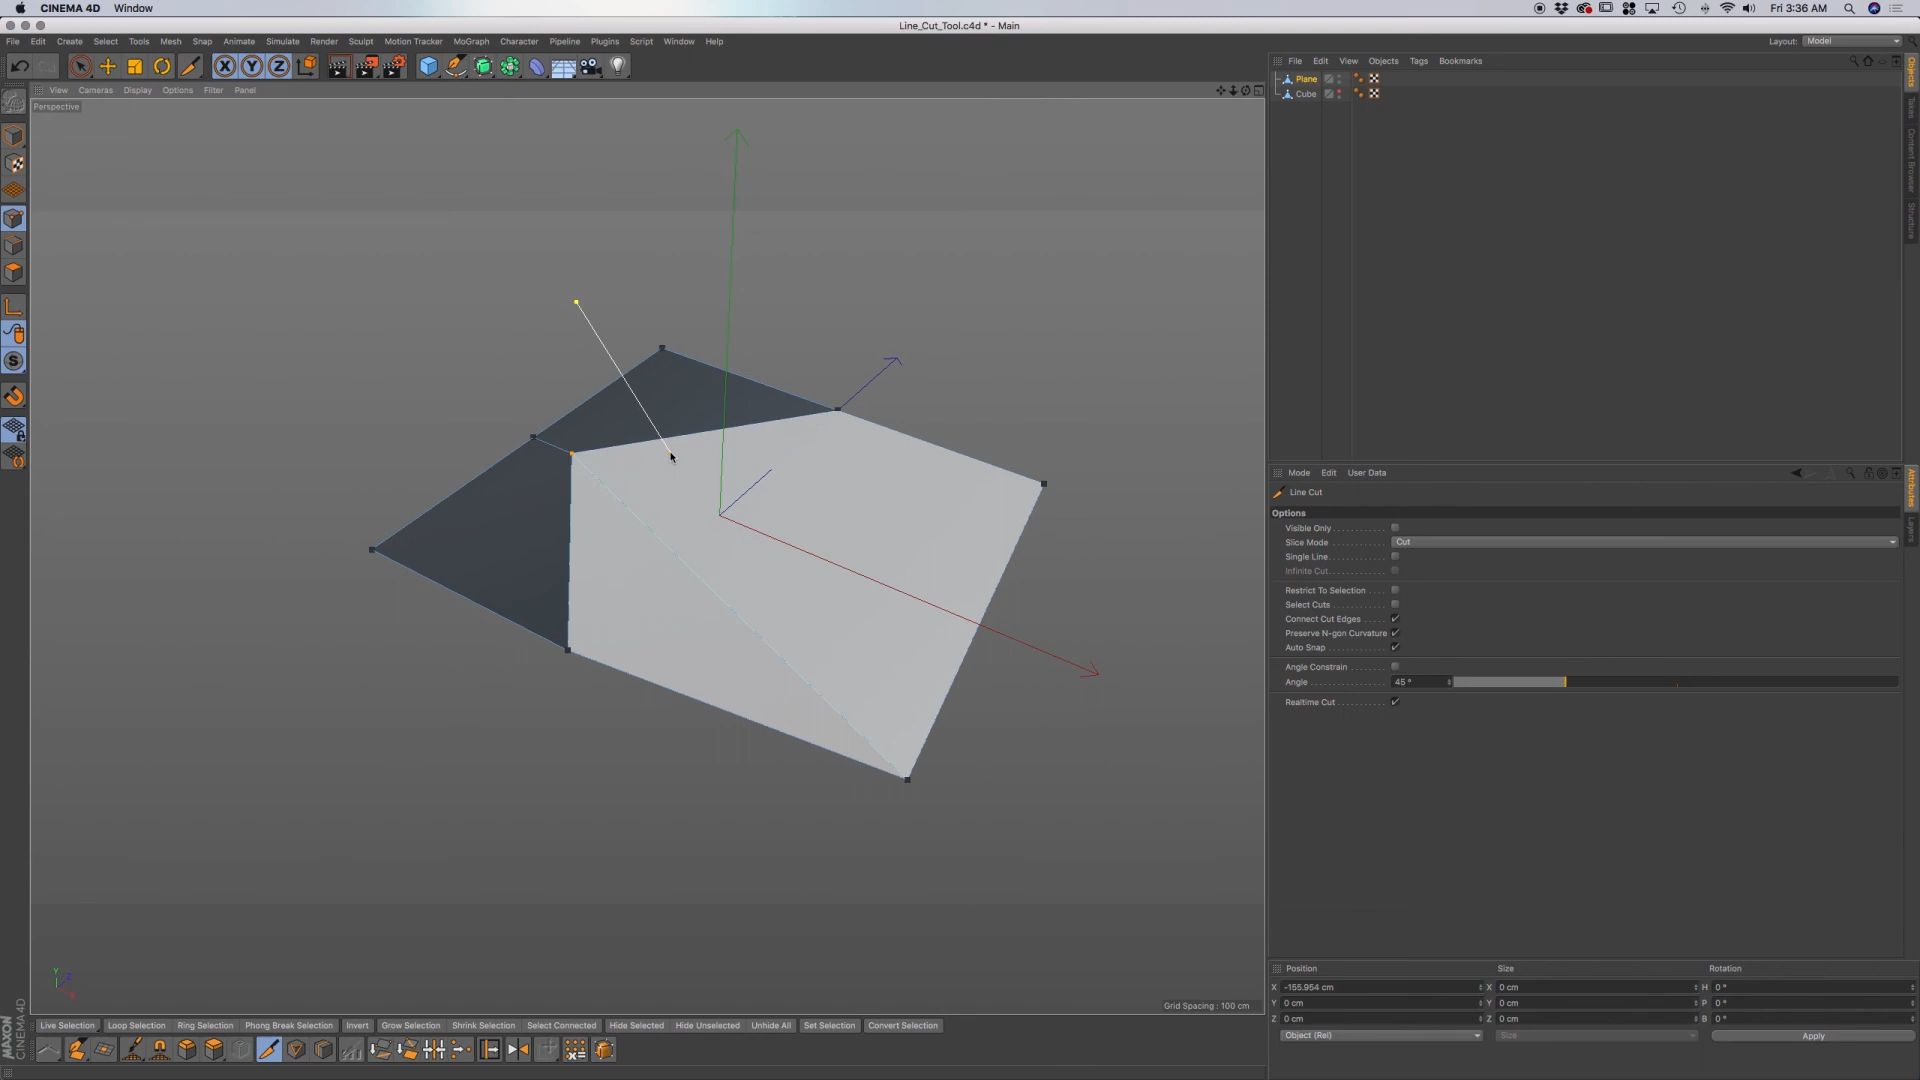 CINEMA 4D Window
Fri 3:36 AM
Line_Cut_Tool.c4d * - Main
File Edit Create Select Tools Mesh Snap Animate Simulate Render Sculpt Motion Tracker MoGraph Character Pipeline Plugins Script Window Help
Layout: Model
X Y Z
File Edit View Objects Tags Bookmarks
View Cameras Display Options Filter Panel
Perspective
Plane
Cube
Objects
Takes
Content Browser
Structure
S
Mode Edit User Data
Line Cut
Options
Visible Only
Slice Mode Cut
Single Line
Infinite Cut
Restrict To Selection
Select Cuts
Connect Cut Edges
Preserve N-gon Curvature
Auto Snap
Angle Constrain
Angle 45 °
Realtime Cut
Attributes
Layers
Y
Z
X
Grid Spacing : 100 cm
Position Size Rotation
X -155.954 cm X 0 cm H 0 °
Y 0 cm Y 0 cm P 0 °
Z 0 cm Z 0 cm B 0 °
Object (Rel) Size Apply
Live Selection Loop Selection Ring Selection Phong Break Selection Invert Grow Selection Shrink Selection Select Connected Hide Selected Hide Unselected Unhide All Set Selection Convert Selection
MAXON
CINEMA 4D